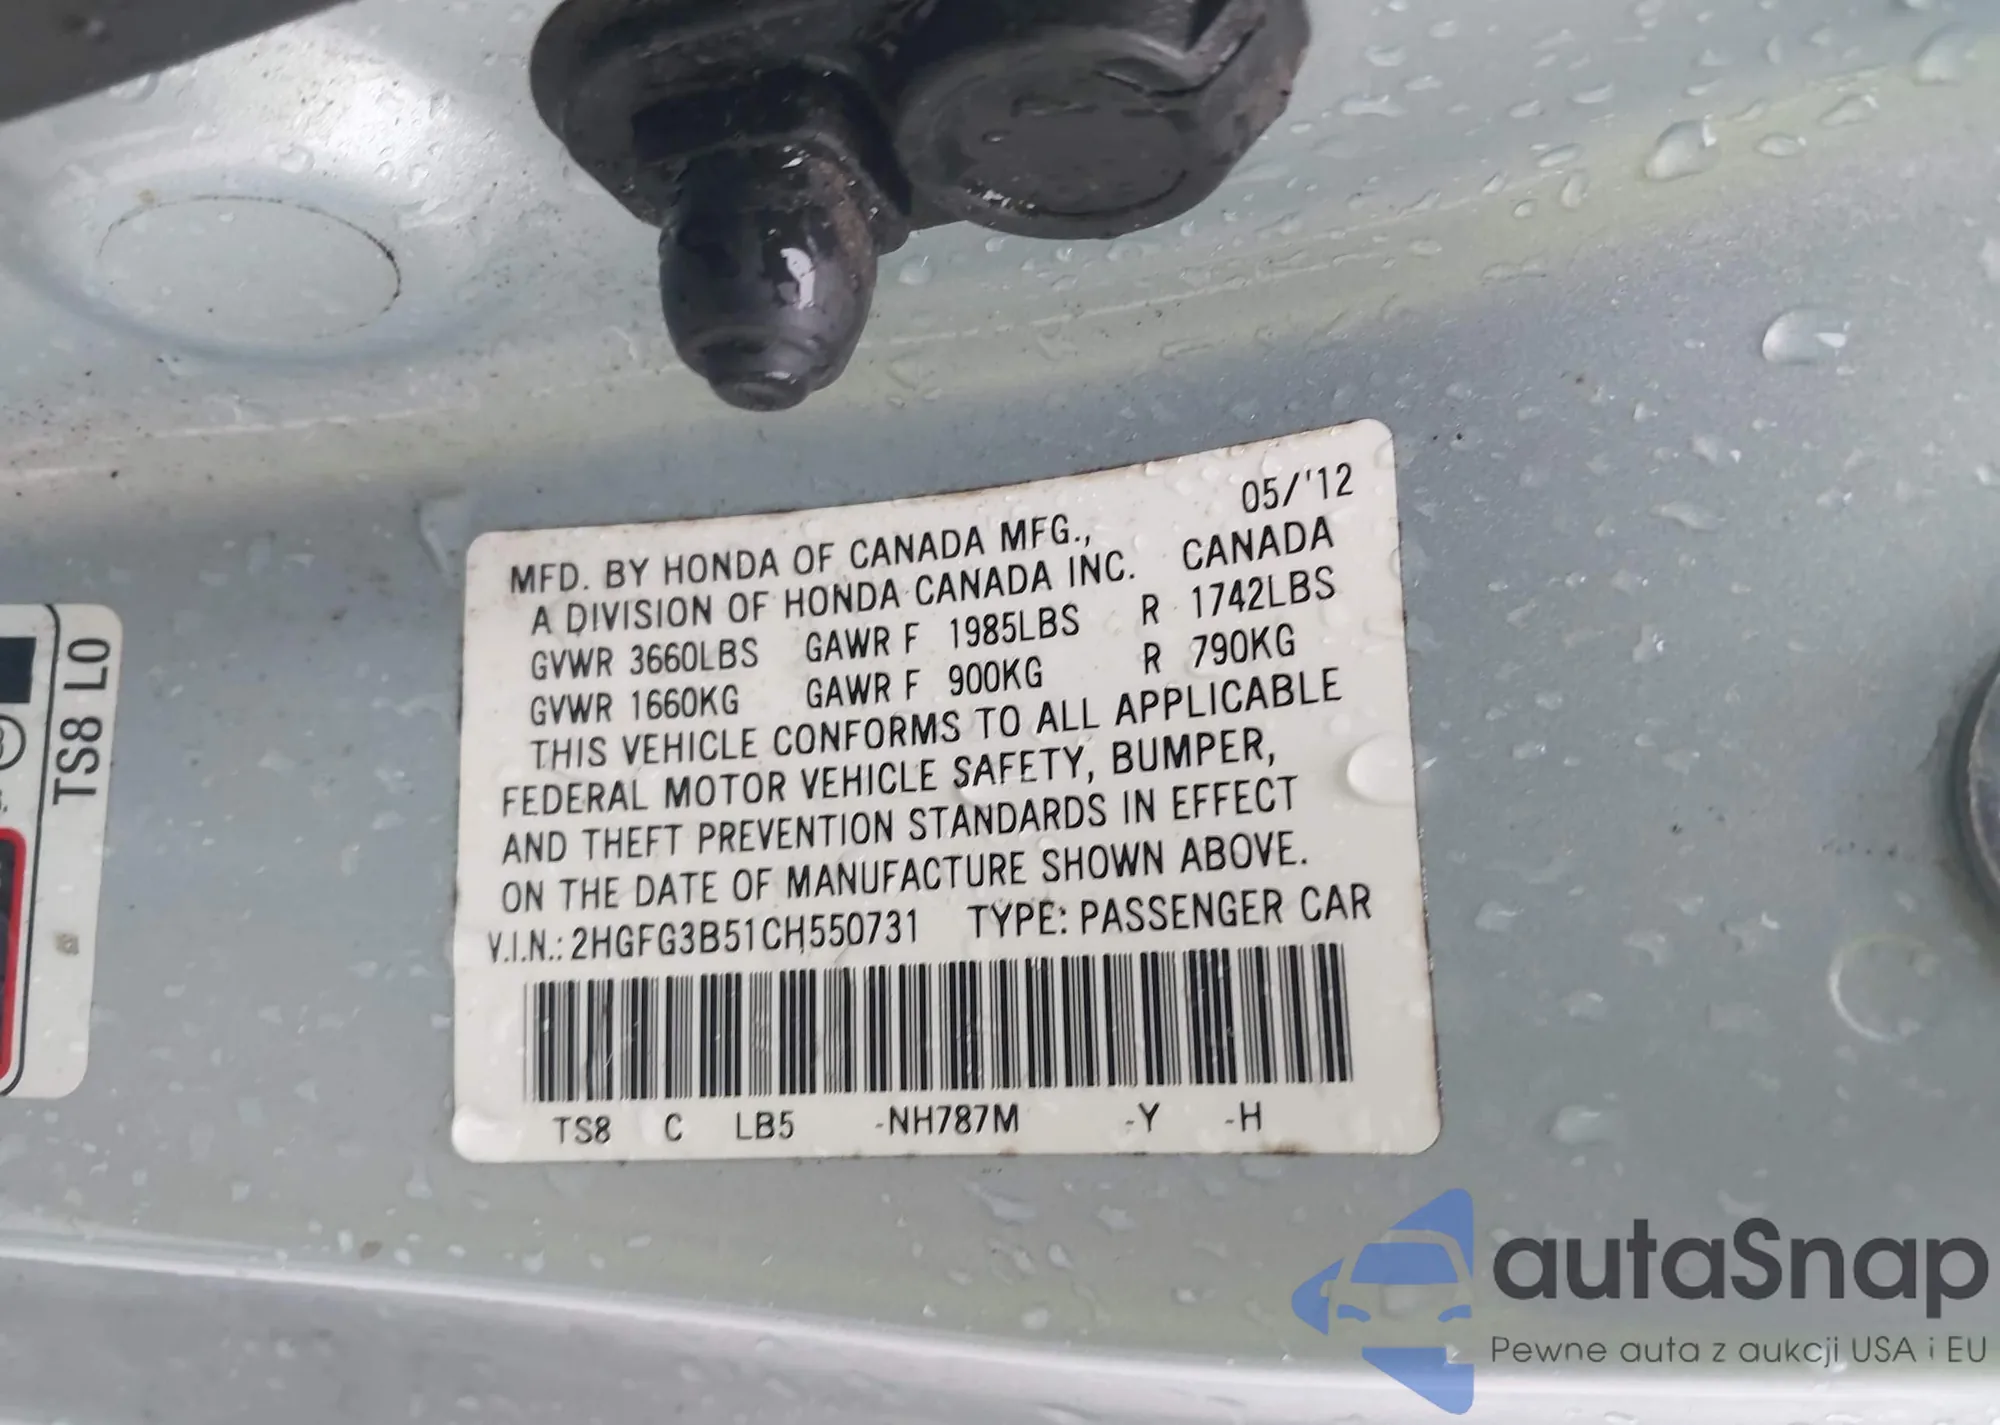 05/'12
MFD. BY HONDA OF CANADA MFG.,
A DIVISION OF HONDA CANADA INC. CANADA
GVWR 3660LBS GAWR F 1985LBS R 1742LBS
GVWR 1660KG GAWR F 900KG R 790KG
THIS VEHICLE CONFORMS TO ALL APPLICABLE
FEDERAL MOTOR VEHICLE SAFETY, BUMPER,
AND THEFT PREVENTION STANDARDS IN EFFECT
ON THE DATE OF MANUFACTURE SHOWN ABOVE.
V.I.N.: 2HGFG3B51CH550731 TYPE: PASSENGER CAR
TS8 C LB5 -NH787M -Y -H
TS8 L0
autaSnap
Pewne auta z aukcji USA i EU